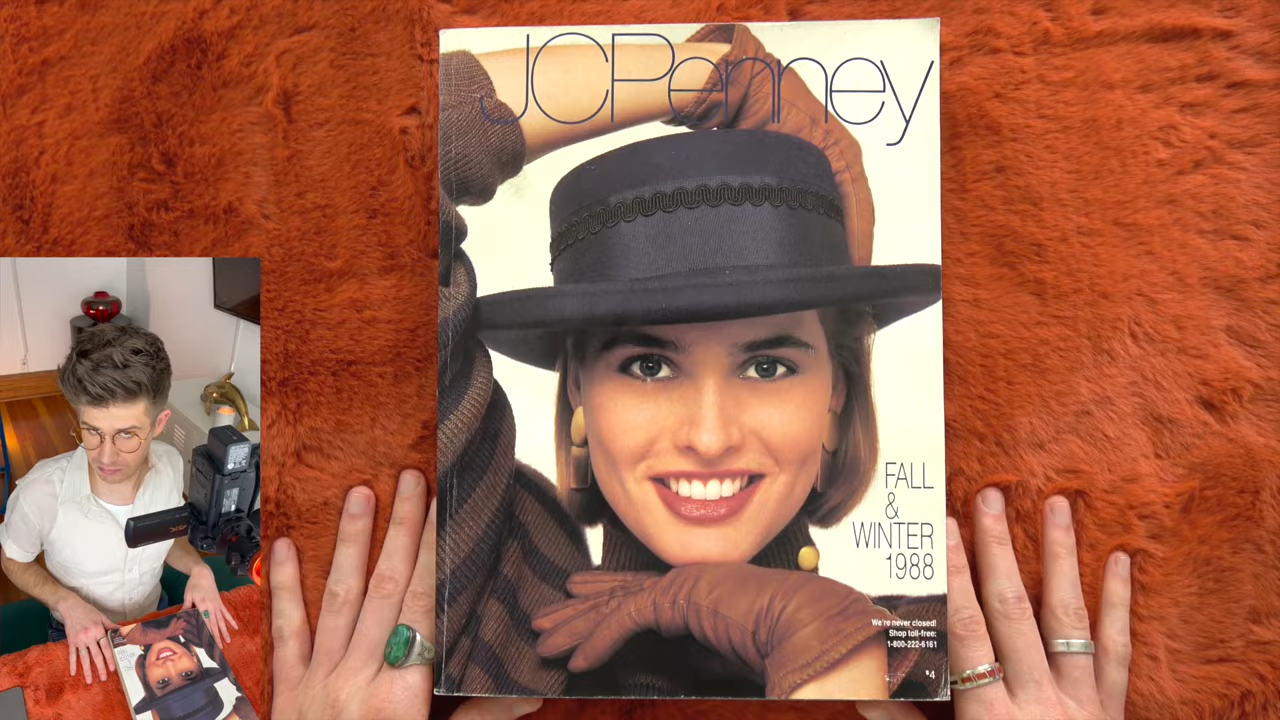 JCPenney
FALL
&
WINTER
1988
We're never closed!
Shop toll-free:
1-800-222-6161
$4